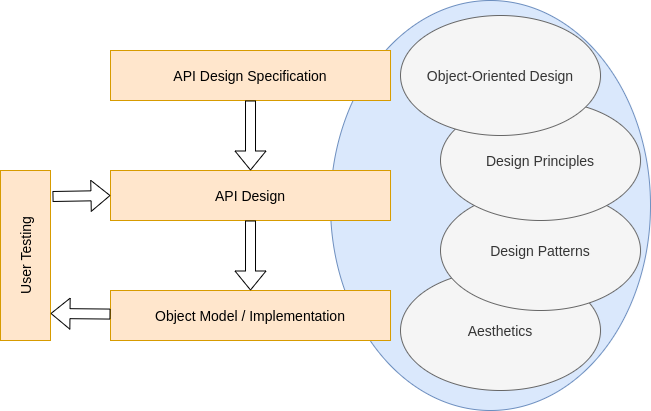 API Design Specification
Object-Oriented Design
Design Principles
API Design
User Testing
Design Patterns
Object Model / Implementation
Aesthetics